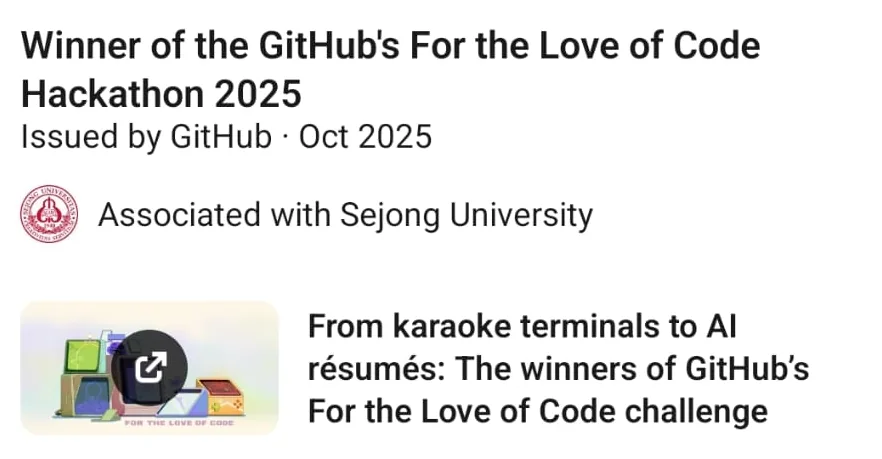 Winner of the GitHub's For the Love of Code
Hackathon 2025
Issued by GitHub · Oct 2025
Associated with Sejong University
From karaoke terminals to AI
résumés: The winners of GitHub’s
For the Love of Code challenge
FOR THE LOVE OF CODE